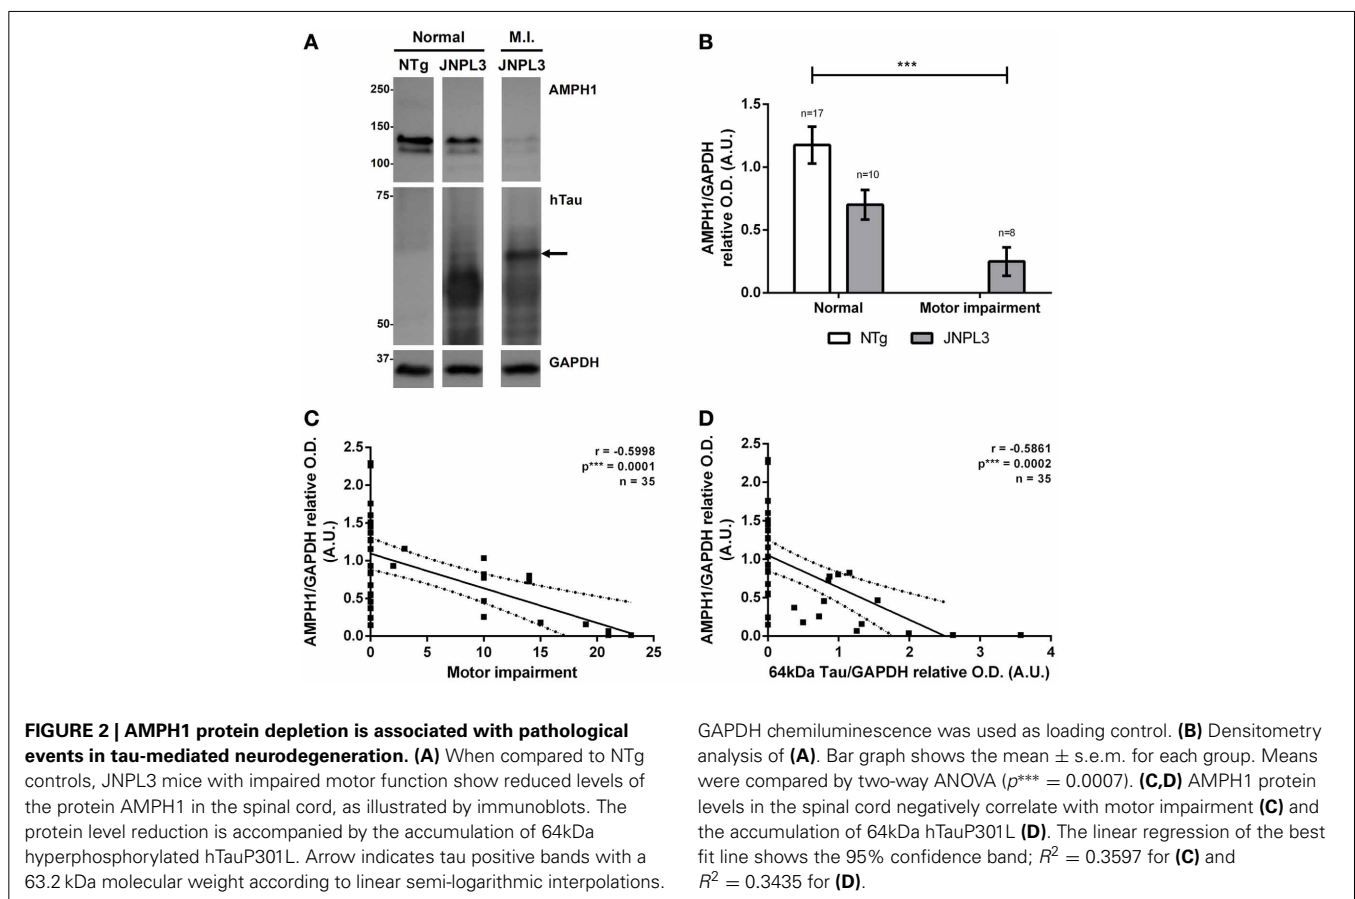 A
Normal
M.I.
NTg JNPL3 JNPL3
250-
AMPH1
150-
100-
75-
hTau
50-
37-
GAPDH
B
***
AMPH1/GAPDH
relative O.D. (A.U.)
1.5
1.0
0.5
0.0
n=17
n=10
n=8
Normal
Motor impairment
NTg JNPL3
C
AMPH1/GAPDH relative O.D.
(A.U.)
2.5
2.0
1.5
1.0
0.5
0.0
r = -0.5998
p*** = 0.0001
n = 35
0 5 10 15 20 25
Motor impairment
D
AMPH1/GAPDH relative O.D.
(A.U.)
2.5
2.0
1.5
1.0
0.5
0.0
r = -0.5861
p*** = 0.0002
n = 35
0 1 2 3 4
64kDa Tau/GAPDH relative O.D. (A.U.)
FIGURE 2 | AMPH1 protein depletion is associated with pathological
events in tau-mediated neurodegeneration. (A) When compared to NTg
controls, JNPL3 mice with impaired motor function show reduced levels of
the protein AMPH1 in the spinal cord, as illustrated by immunoblots. The
protein level reduction is accompanied by the accumulation of 64kDa
hyperphosphorylated hTauP301L. Arrow indicates tau positive bands with a
63.2 kDa molecular weight according to linear semi-logarithmic interpolations.
GAPDH chemiluminescence was used as loading control. (B) Densitometry
analysis of (A). Bar graph shows the mean ± s.e.m. for each group. Means
were compared by two-way ANOVA (p*** = 0.0007). (C,D) AMPH1 protein
levels in the spinal cord negatively correlate with motor impairment (C) and
the accumulation of 64kDa hTauP301L (D). The linear regression of the best
fit line shows the 95% confidence band; R² = 0.3597 for (C) and
R² = 0.3435 for (D).